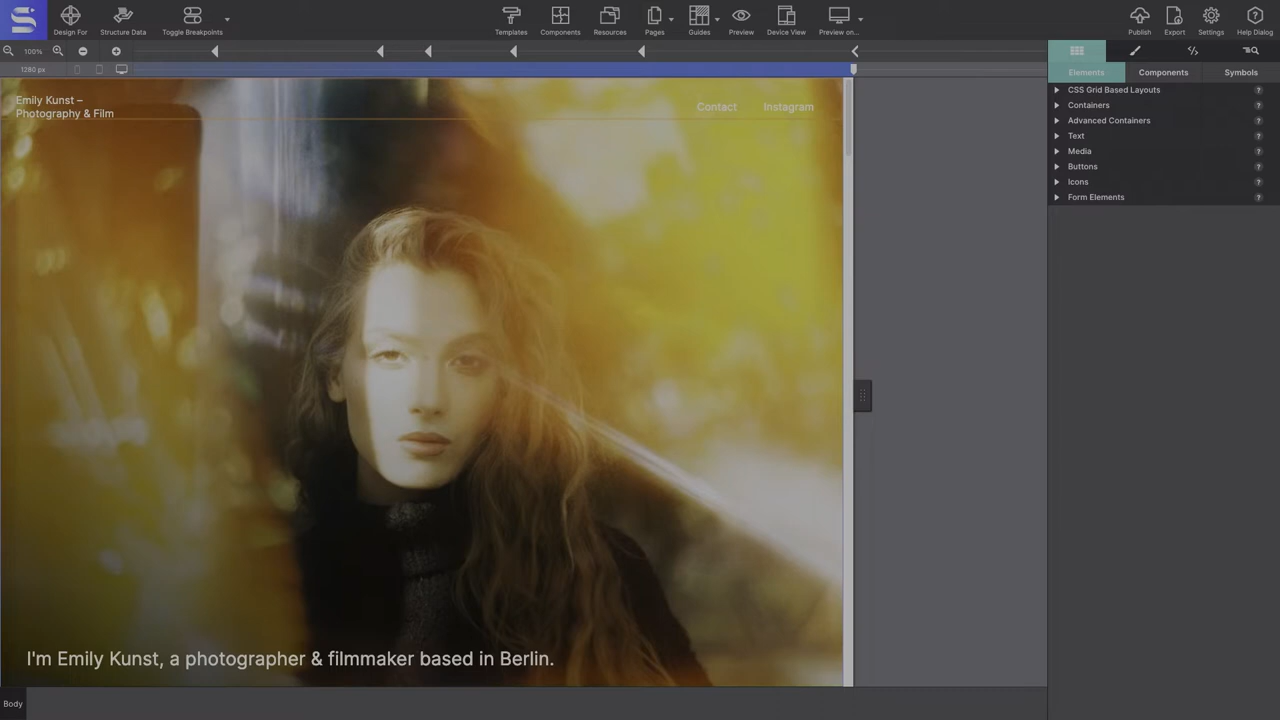 Design For
Structure Data
Toggle Breakpoints
Templates
Components
Resources
Pages
Guides
Preview
Device View
Preview on...
Publish
Export
Settings
Help Dialog
100%
1280 px
Elements
Components
Symbols
CSS Grid Based Layouts
Containers
Advanced Containers
Text
Media
Buttons
Icons
Form Elements
Emily Kunst –
Photography & Film
Contact
Instagram
I'm Emily Kunst, a photographer & filmmaker based in Berlin.
Body